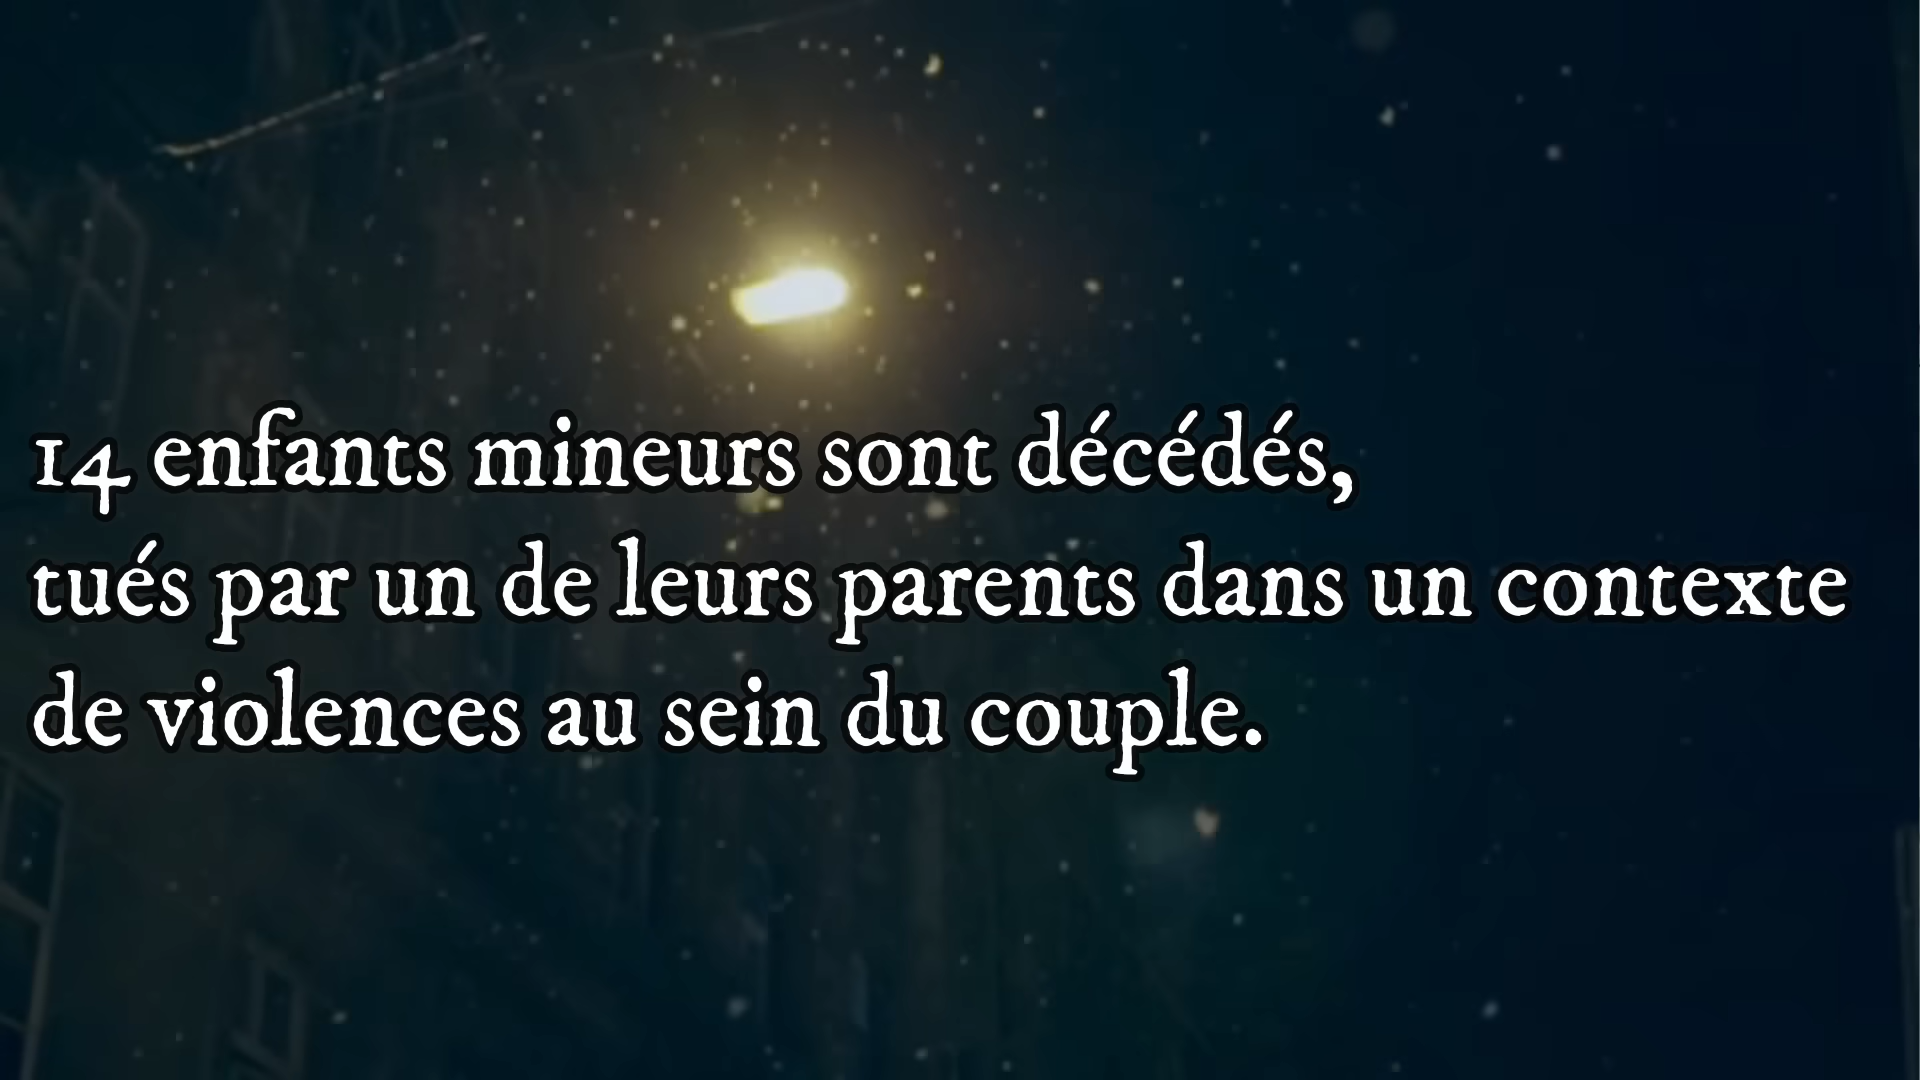 14 enfants mineurs sont décédés,
tués par un de leurs parents dans un contexte
de violences au sein du couple.